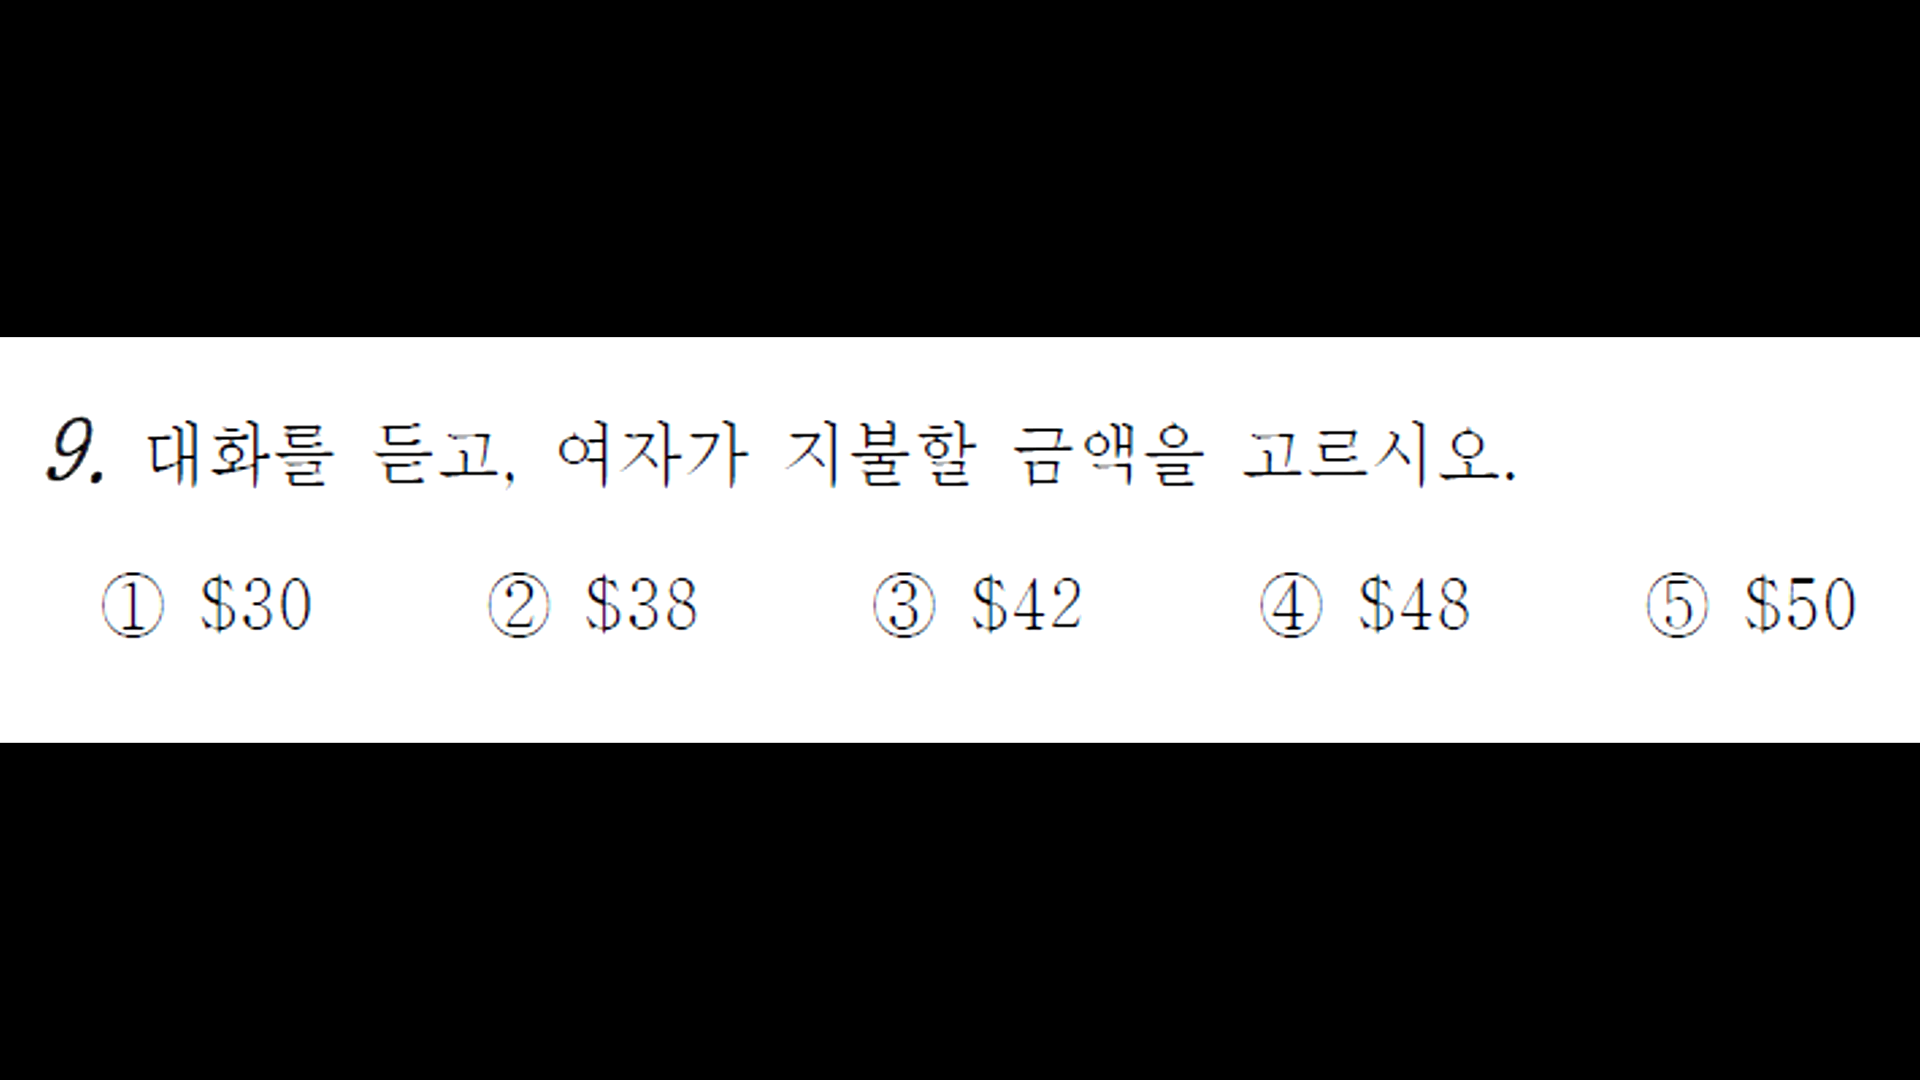 9. 대화를 듣고, 여자가 지불할 금액을 고르시오.
① $30 ② $38 ③ $42 ④ $48 ⑤ $50